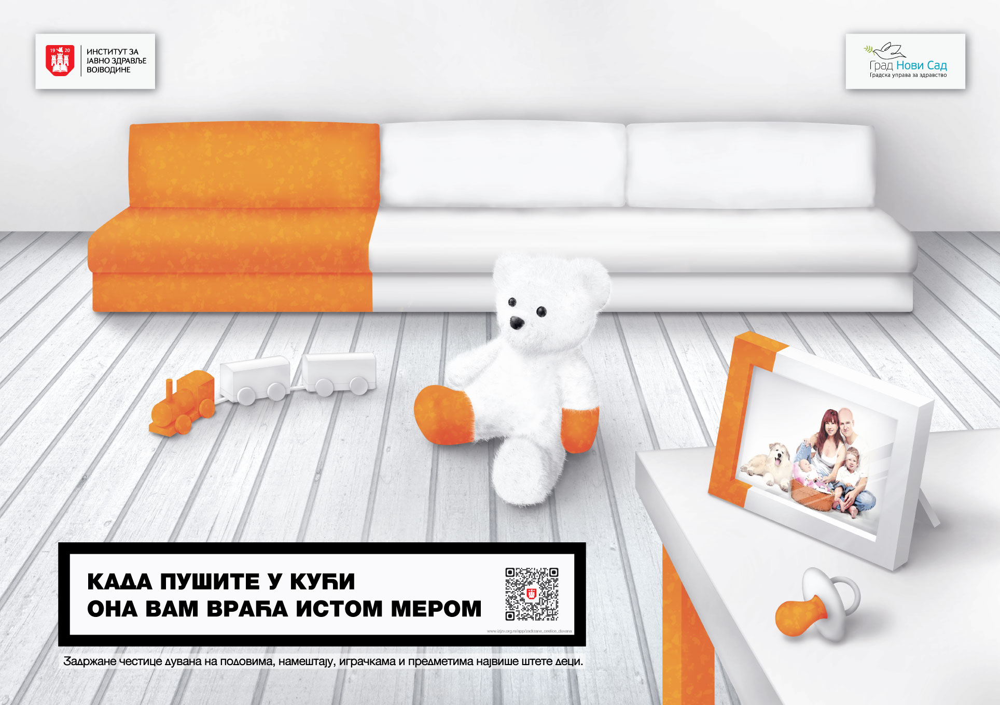 19 20
ИНСТИТУТ ЗА
ЈАВНО ЗДРАВЉЕ
ВОЈВОДИНЕ
Град Нови Сад
Градска управа за здравство
КАДА ПУШИТЕ У КУЋИ
ОНА ВАМ ВРАЋА ИСТОМ МЕРОМ
www.izjzv.org.rs/app/zadrzane_cestice_duvana
Задржане честице дувана на подовима, намештају, играчкама и предметима највише штете деци.